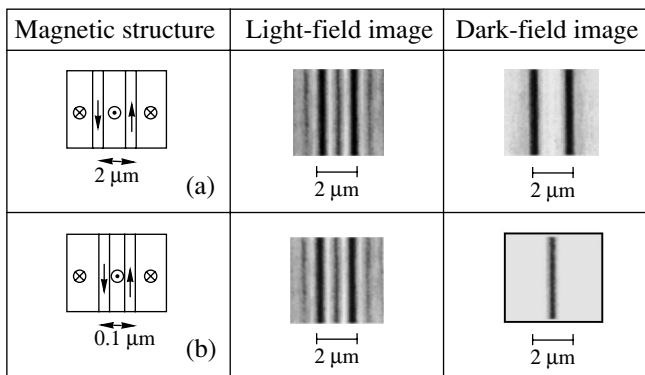 Magnetic structure Light-field image Dark-field image
2 µm
(a)
2 µm
2 µm
0.1 µm
(b)
2 µm
2 µm